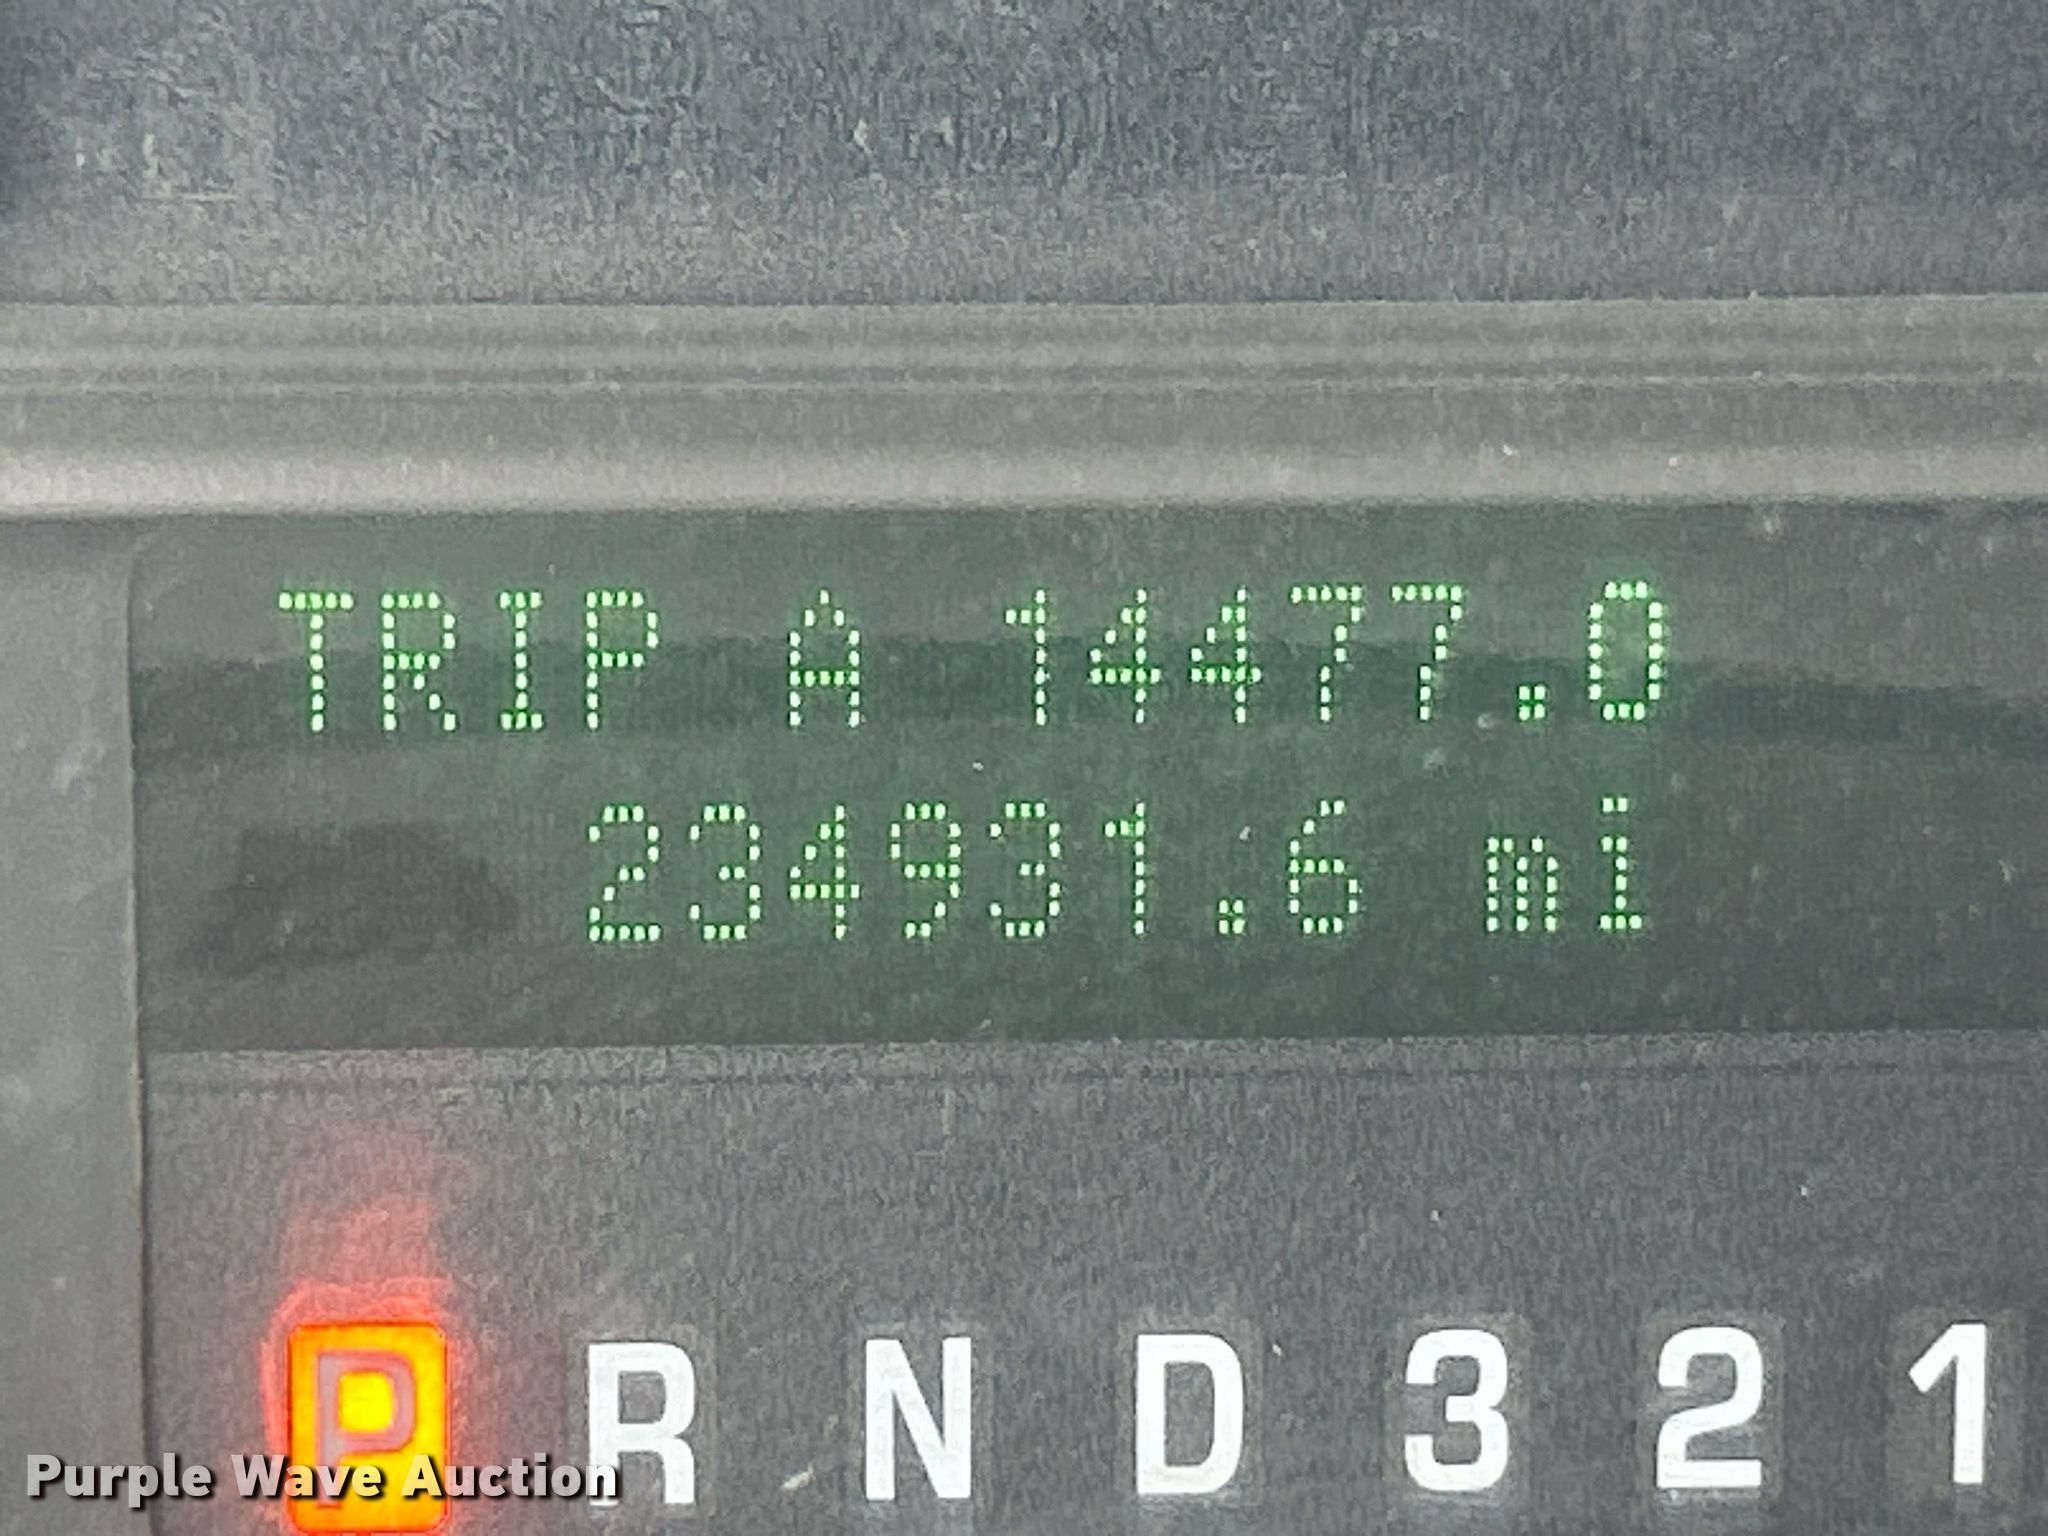 TRIP A 14477.0
234931.6 mi
P R N D 3 2 1
Purple Wave Auction